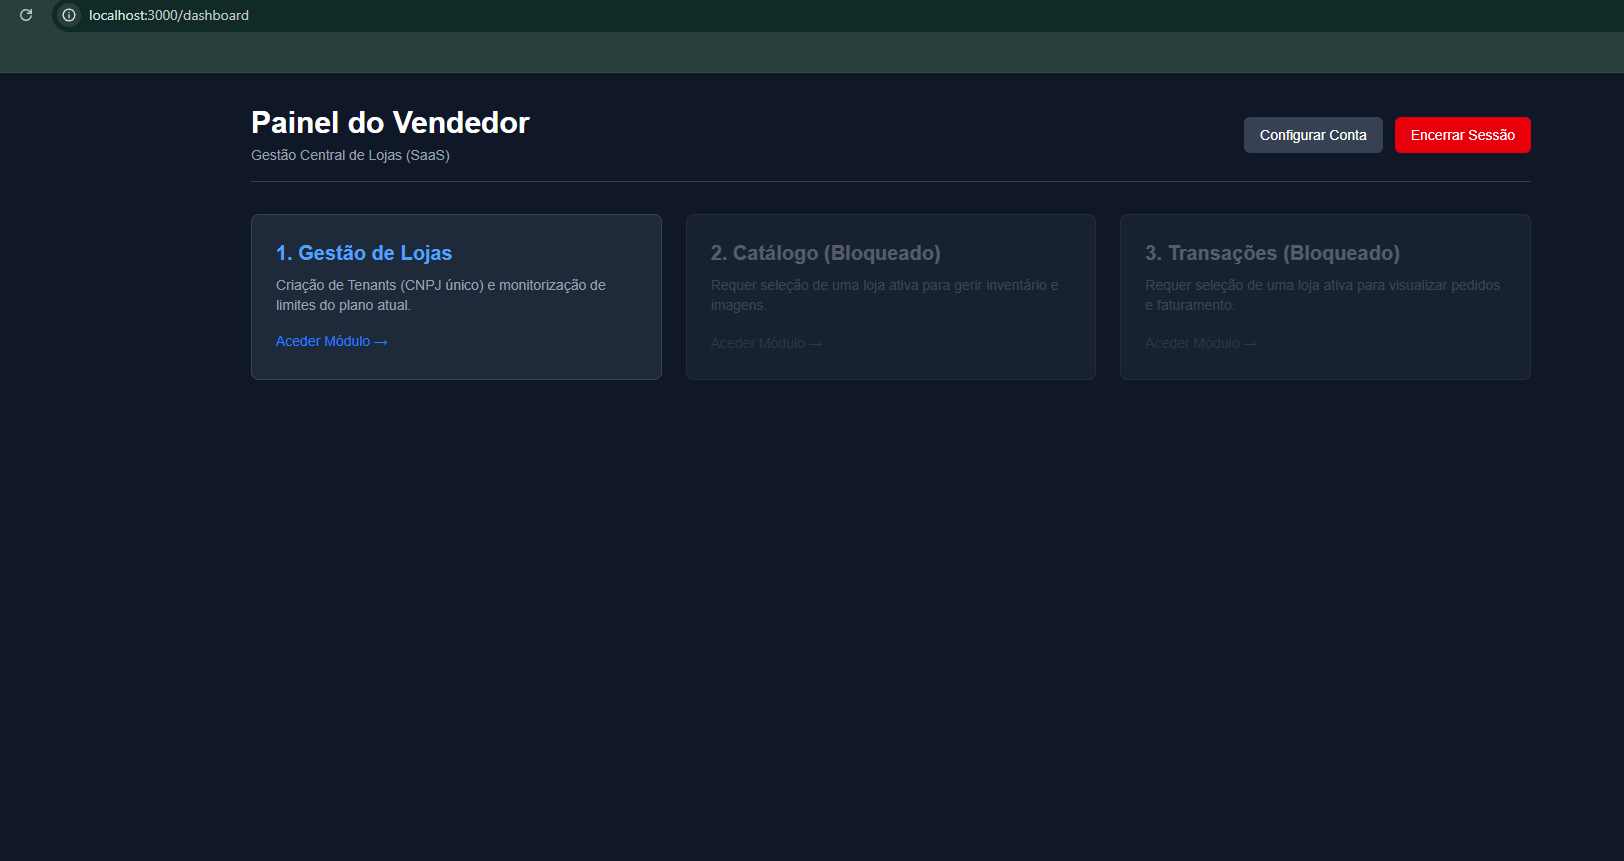 localhost:3000/dashboard
Painel do Vendedor
Gestão Central de Lojas (SaaS)
Configurar Conta
Encerrar Sessão
1. Gestão de Lojas
Criação de Tenants (CNPJ único) e monitorização de
limites do plano atual.
Aceder Módulo →
2. Catálogo (Bloqueado)
Requer seleção de uma loja ativa para gerir inventário e
imagens.
Aceder Módulo →
3. Transações (Bloqueado)
Requer seleção de uma loja ativa para visualizar pedidos
e faturamento.
Aceder Módulo →